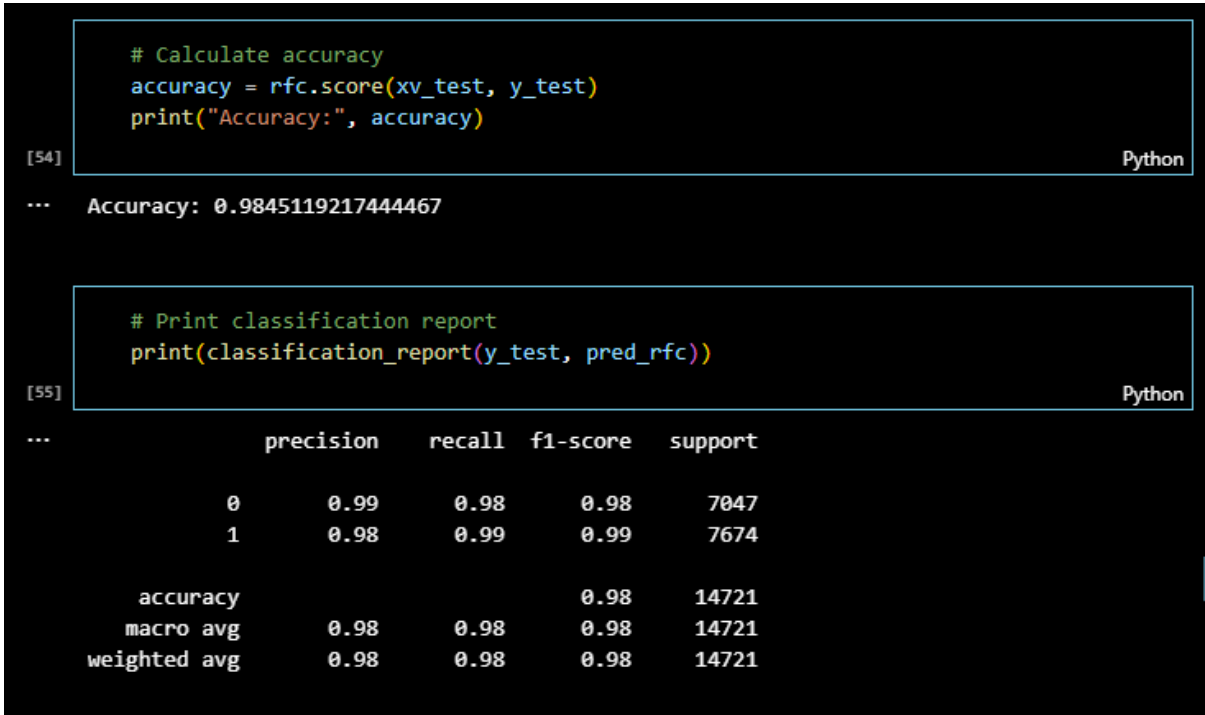 # Calculate accuracy
accuracy = rfc.score(xv_test, y_test)
print("Accuracy:", accuracy)
[54] Python
... Accuracy: 0.9845119217444467
# Print classification report
print(classification_report(y_test, pred_rfc))
[55] Python
... precision recall f1-score support
0 0.99 0.98 0.98 7047
1 0.98 0.99 0.99 7674
accuracy 0.98 14721
macro avg 0.98 0.98 0.98 14721
weighted avg 0.98 0.98 0.98 14721